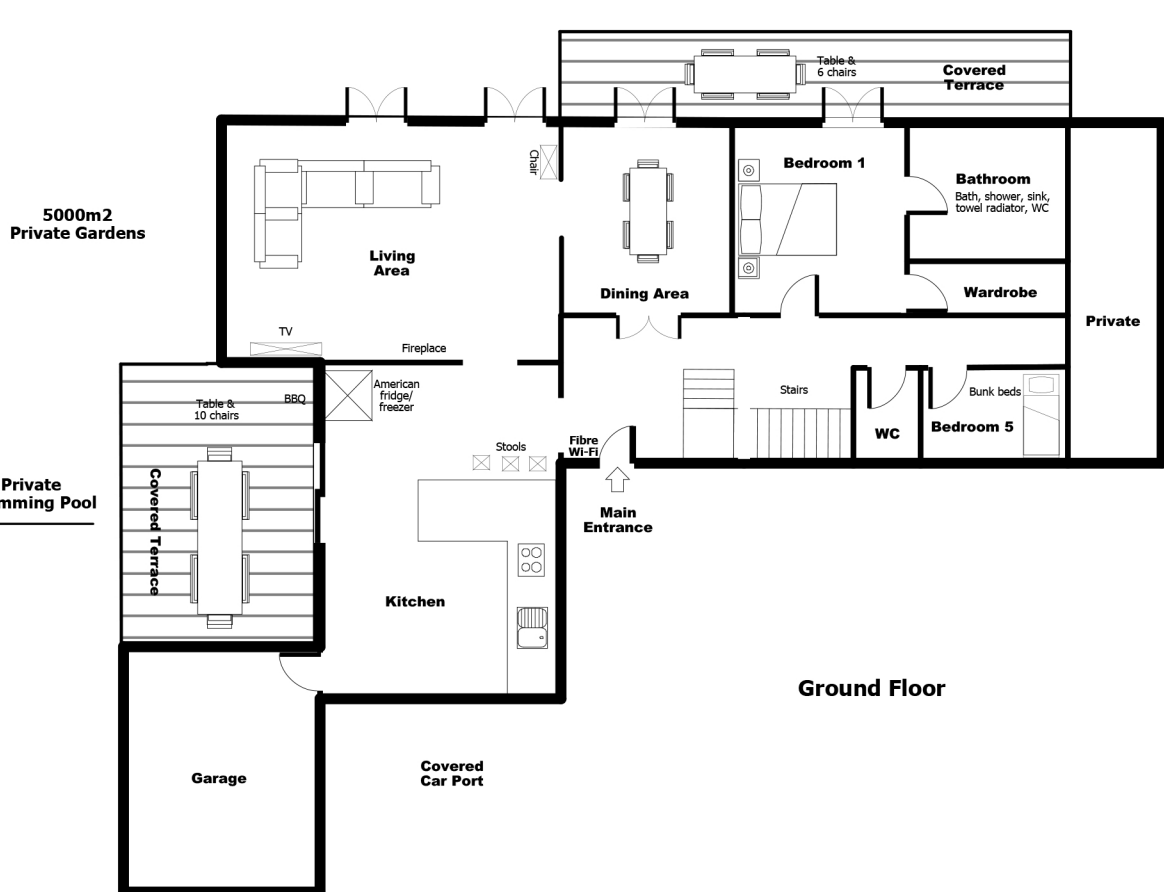 Table &
6 chairs
Covered
Terrace
Chair
Bedroom 1
Bathroom
Bath, shower, sink,
towel radiator, WC
5000m2
Private Gardens
Living
Area
Dining Area
Wardrobe
Private
TV
Fireplace
American
fridge/
freezer
BBQ
Table &
10 chairs
Stairs
Bunk beds
WC
Bedroom 5
Fibre
Wi-Fi
Stools
Private
mming Pool
Covered Terrace
Main
Entrance
Kitchen
Ground Floor
Garage
Covered
Car Port